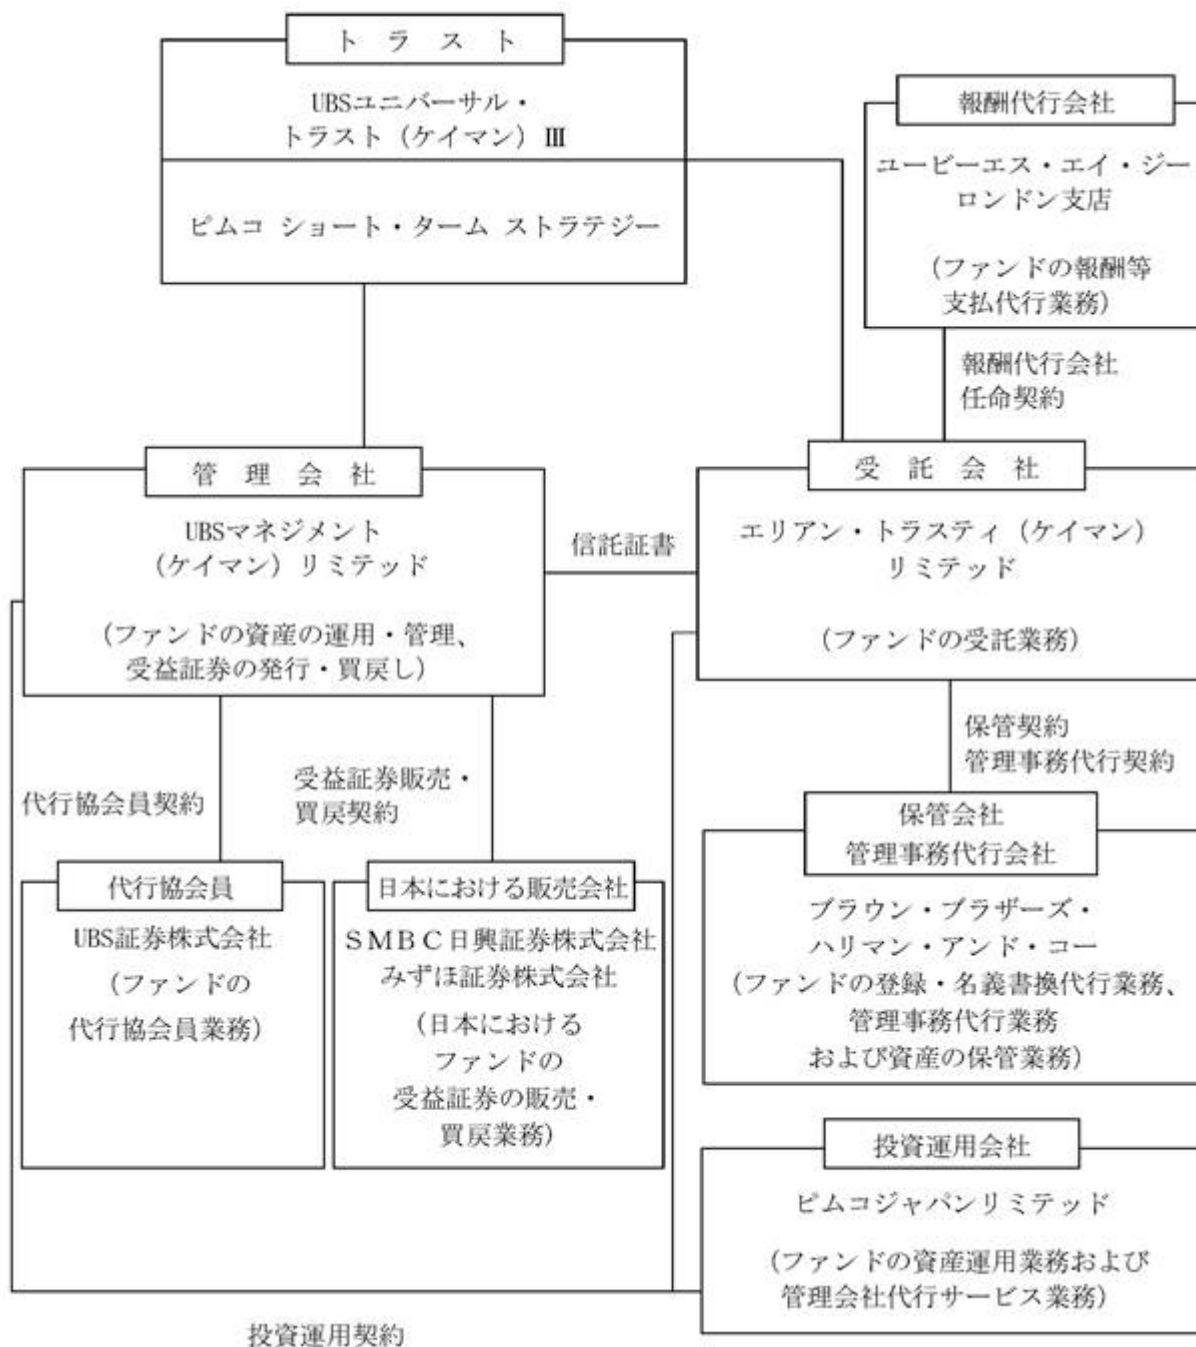 トラスト
UBSユニバーサル・
トラスト（ケイマン）Ⅲ
ピムコ ショート・ターム ストラテジー
報酬代行会社
ユービーエス・エイ・ジー
ロンドン支店
（ファンドの報酬等
支払代行業務）
報酬代行会社
任命契約
管理会社
UBSマネジメント
（ケイマン）リミテッド
（ファンドの資産の運用・管理、
受益証券の発行・買戻し）
信託証書
受託会社
エリアン・トラスティ（ケイマン）
リミテッド
（ファンドの受託業務）
代行協会員契約
受益証券販売・
買戻契約
保管契約
管理事務代行契約
代行協会員
UBS証券株式会社
（ファンドの
代行協会員業務）
日本における販売会社
ＳＭＢＣ日興証券株式会社
みずほ証券株式会社
（日本における
ファンドの
受益証券の販売・
買戻業務）
保管会社
管理事務代行会社
ブラウン・ブラザーズ・
ハリマン・アンド・コー
（ファンドの登録・名義書換代行業務、
管理事務代行業務
および資産の保管業務）
投資運用会社
ピムコジャパンリミテッド
（ファンドの資産運用業務および
管理会社代行サービス業務）
投資運用契約